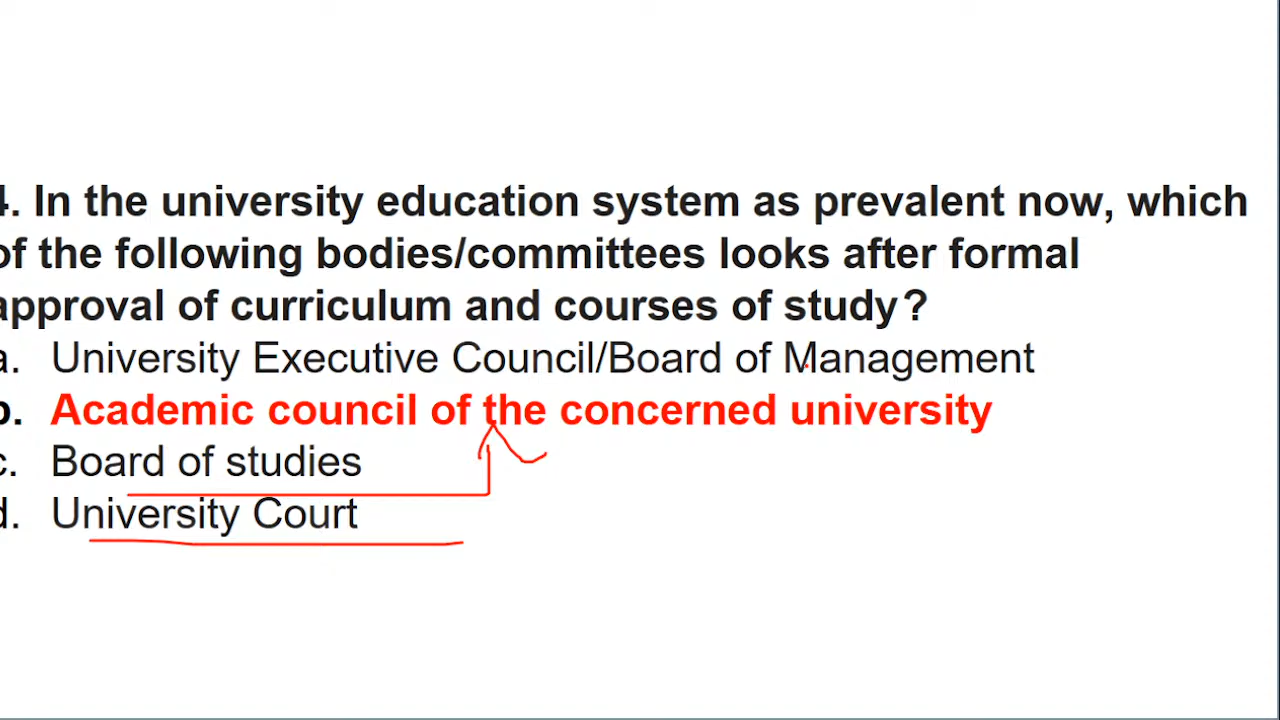 4. In the university education system as prevalent now, which
of the following bodies/committees looks after formal
approval of curriculum and courses of study?
a. University Executive Council/Board of Management
b. Academic council of the concerned university
c. Board of studies
d. University Court